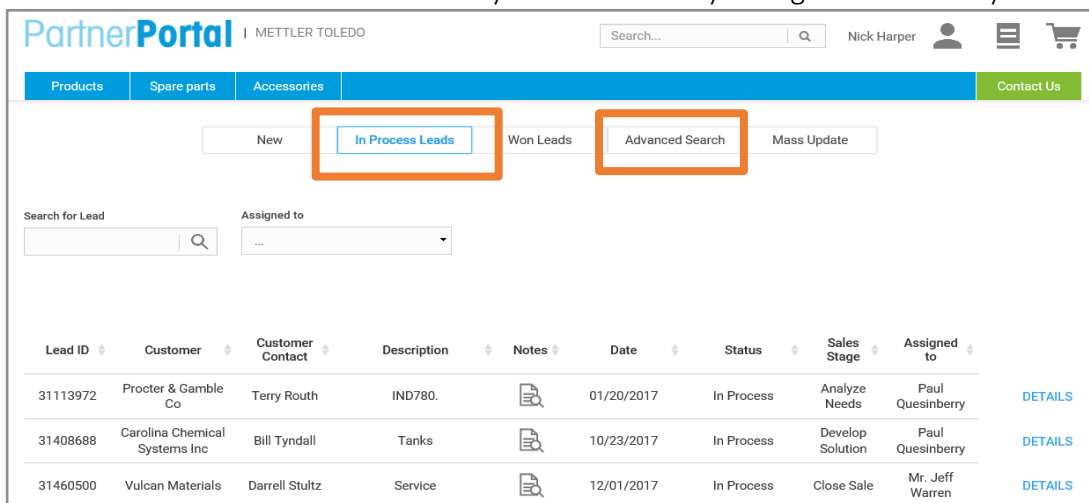 PartnerPortal | METTLER TOLEDO
Search...
Nick Harper
Products Spare parts Accessories Contact Us
New In Process Leads Won Leads Advanced Search Mass Update
Search for Lead Assigned to
...
Lead ID Customer Customer Contact Description Notes Date Status Sales Stage Assigned to
31113972 Procter & Gamble Co Terry Routh IND780. 01/20/2017 In Process Analyze Needs Paul Quesinberry DETAILS
31408688 Carolina Chemical Systems Inc Bill Tyndall Tanks 10/23/2017 In Process Develop Solution Paul Quesinberry DETAILS
31460500 Vulcan Materials Darrell Stultz Service 12/01/2017 In Process Close Sale Mr. Jeff Warren DETAILS